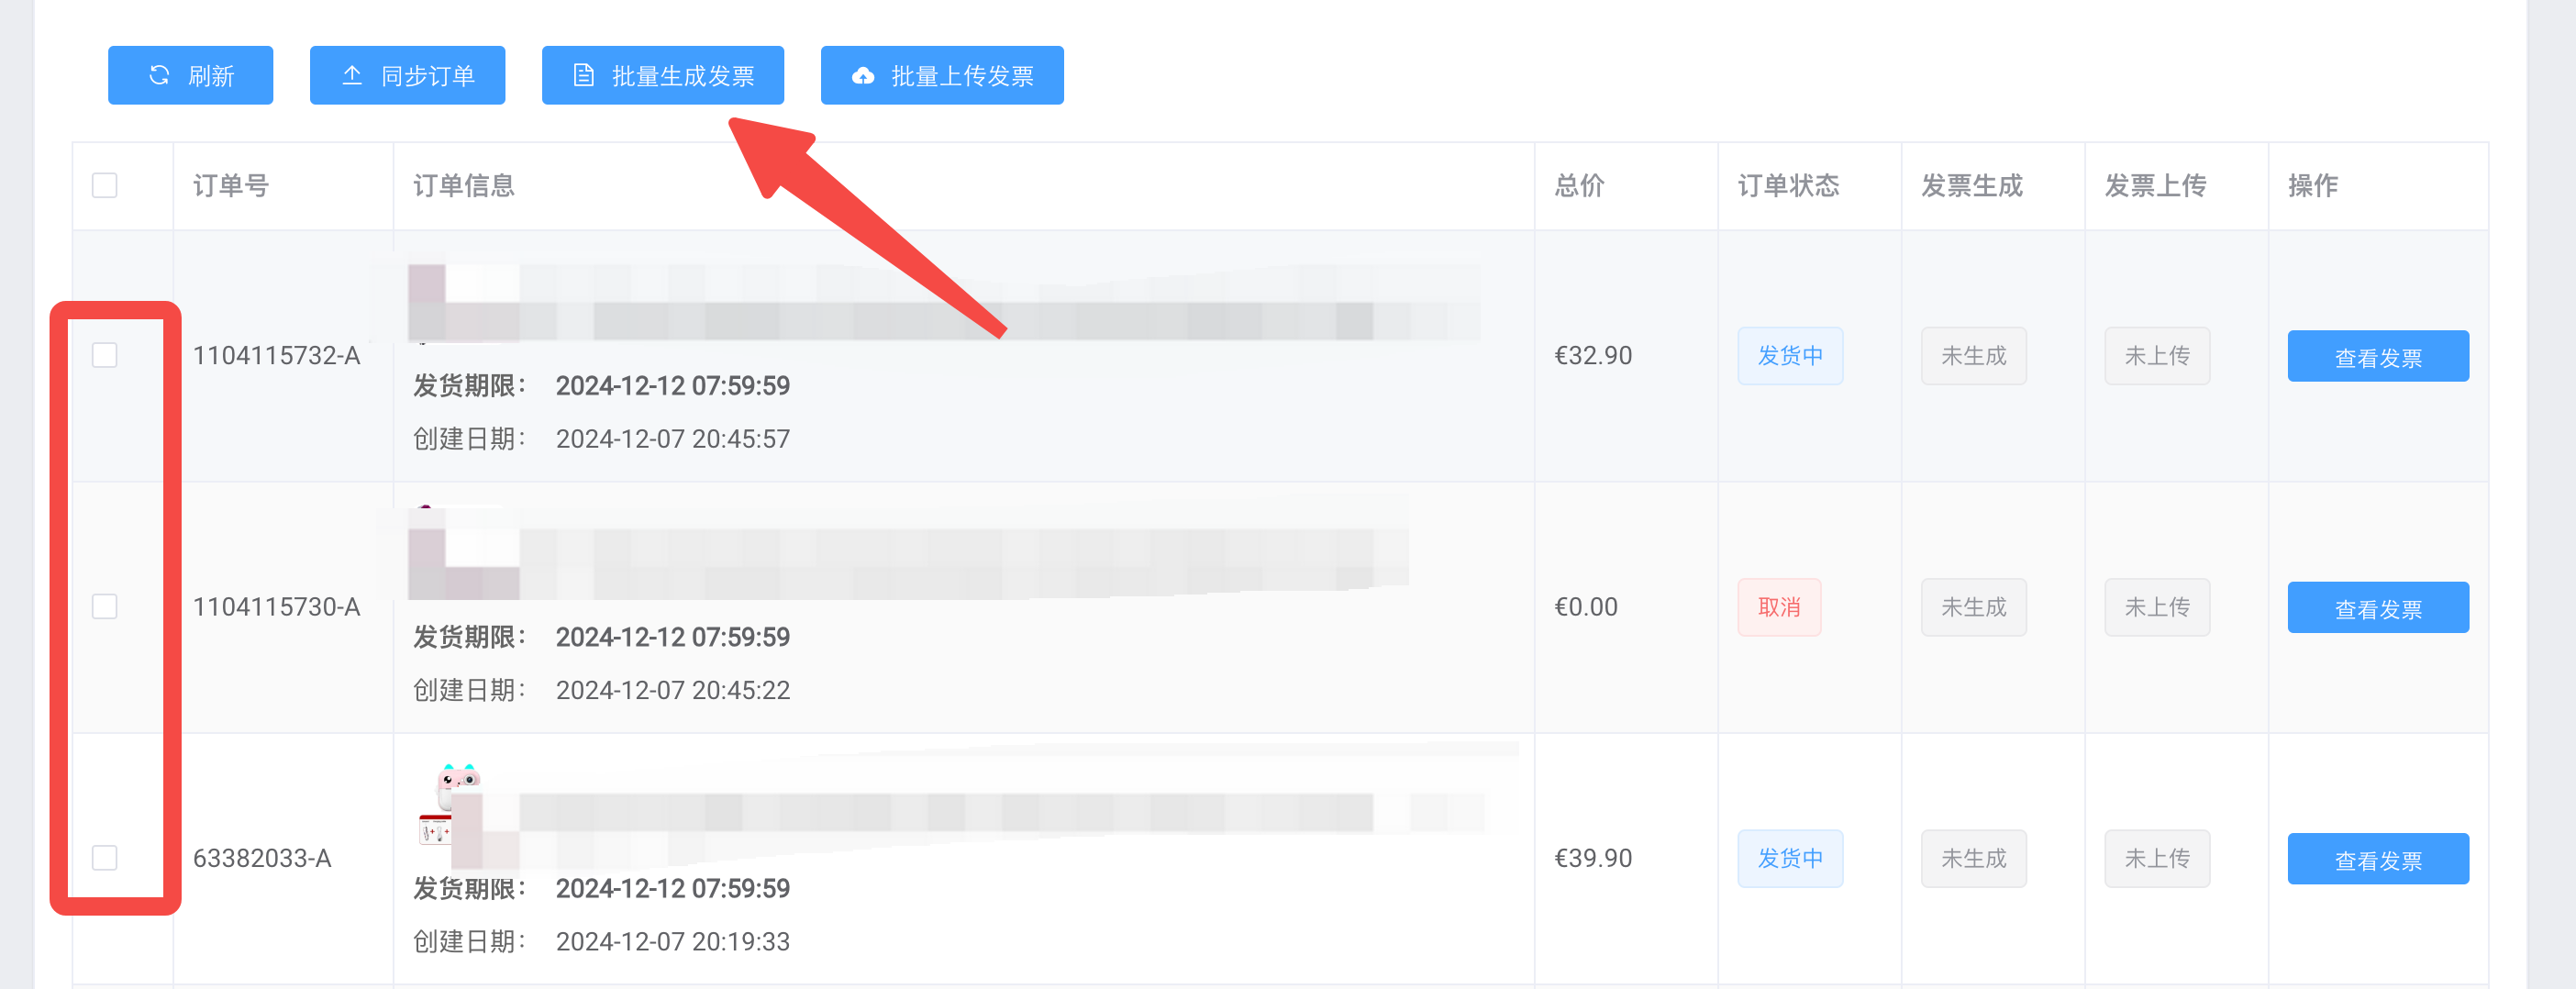 刷新 同步订单 批量生成发票 批量上传发票
订单号 订单信息 总价 订单状态 发票生成 发票上传 操作
1104115732-A €32.90 发货中 未生成 未上传 查看发票
发货期限： 2024-12-12 07:59:59
创建日期： 2024-12-07 20:45:57
1104115730-A €0.00 取消 未生成 未上传 查看发票
发货期限： 2024-12-12 07:59:59
创建日期： 2024-12-07 20:45:22
63382033-A €39.90 发货中 未生成 未上传 查看发票
发货期限： 2024-12-12 07:59:59
创建日期： 2024-12-07 20:19:33